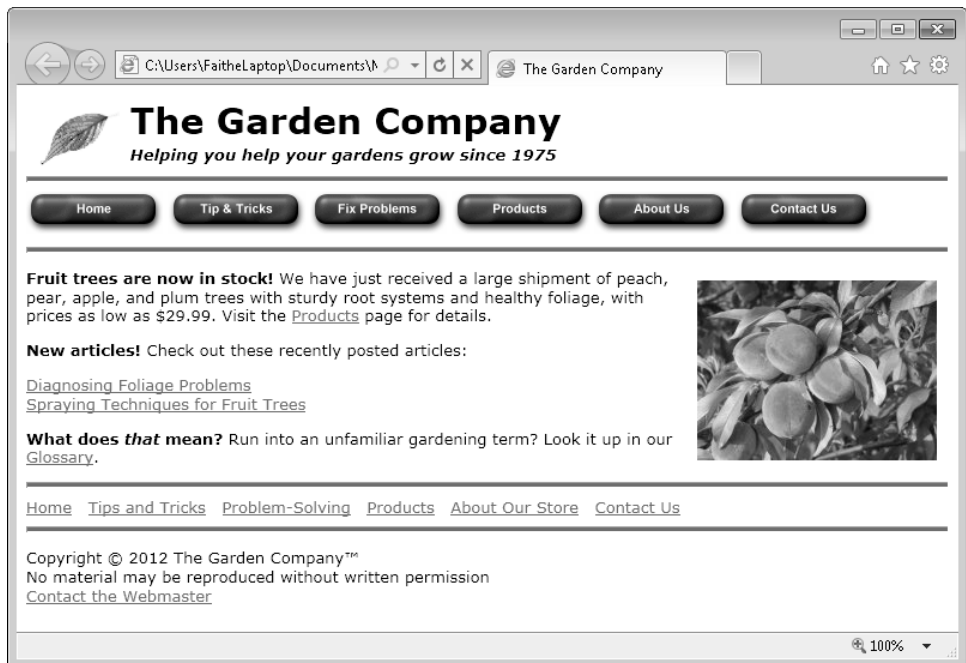 C:\Users\FaitheLaptop\Documents\
The Garden Company
The Garden Company
Helping you help your gardens grow since 1975
Home Tip & Tricks Fix Problems Products About Us Contact Us
Fruit trees are now in stock! We have just received a large shipment of peach,
pear, apple, and plum trees with sturdy root systems and healthy foliage, with
prices as low as $29.99. Visit the Products page for details.
New articles! Check out these recently posted articles:
Diagnosing Foliage Problems
Spraying Techniques for Fruit Trees
What does that mean? Run into an unfamiliar gardening term? Look it up in our
Glossary.
Home Tips and Tricks Problem-Solving Products About Our Store Contact Us
Copyright © 2012 The Garden Company™
No material may be reproduced without written permission
Contact the Webmaster
100%